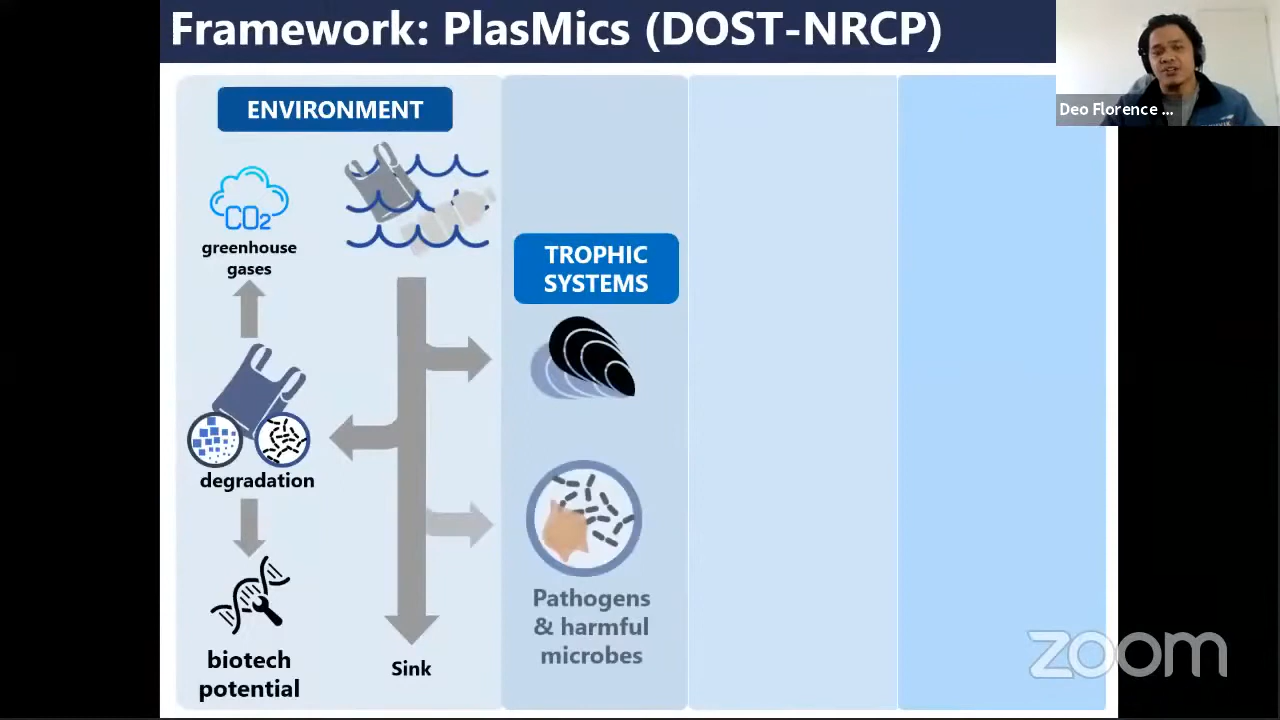 Framework: PlasMics (DOST-NRCP)
Deo Florence ...
ENVIRONMENT
CO2
greenhouse
gases
TROPHIC
SYSTEMS
degradation
Pathogens
& harmful
microbes
biotech
potential
Sink
zoom